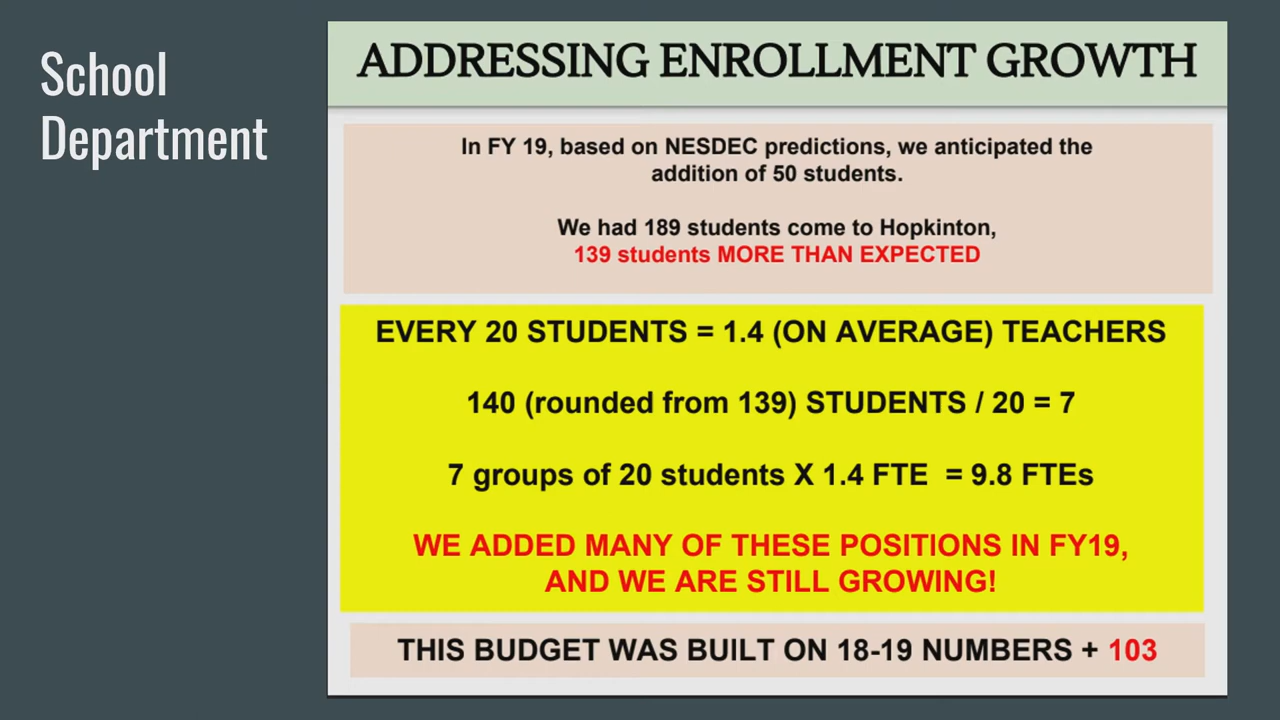 School
Department
ADDRESSING ENROLLMENT GROWTH
In FY 19, based on NESDEC predictions, we anticipated the
addition of 50 students.
We had 189 students come to Hopkinton,
139 students MORE THAN EXPECTED
EVERY 20 STUDENTS = 1.4 (ON AVERAGE) TEACHERS
140 (rounded from 139) STUDENTS / 20 = 7
7 groups of 20 students X 1.4 FTE = 9.8 FTEs
WE ADDED MANY OF THESE POSITIONS IN FY19,
AND WE ARE STILL GROWING!
THIS BUDGET WAS BUILT ON 18-19 NUMBERS + 103